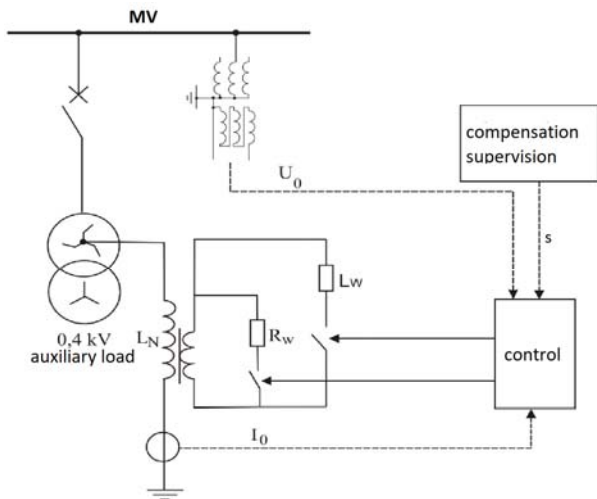 MV
compensation
supervision
U0
s
Lw
LN
Rw
control
0,4 kV
auxiliary load
I0